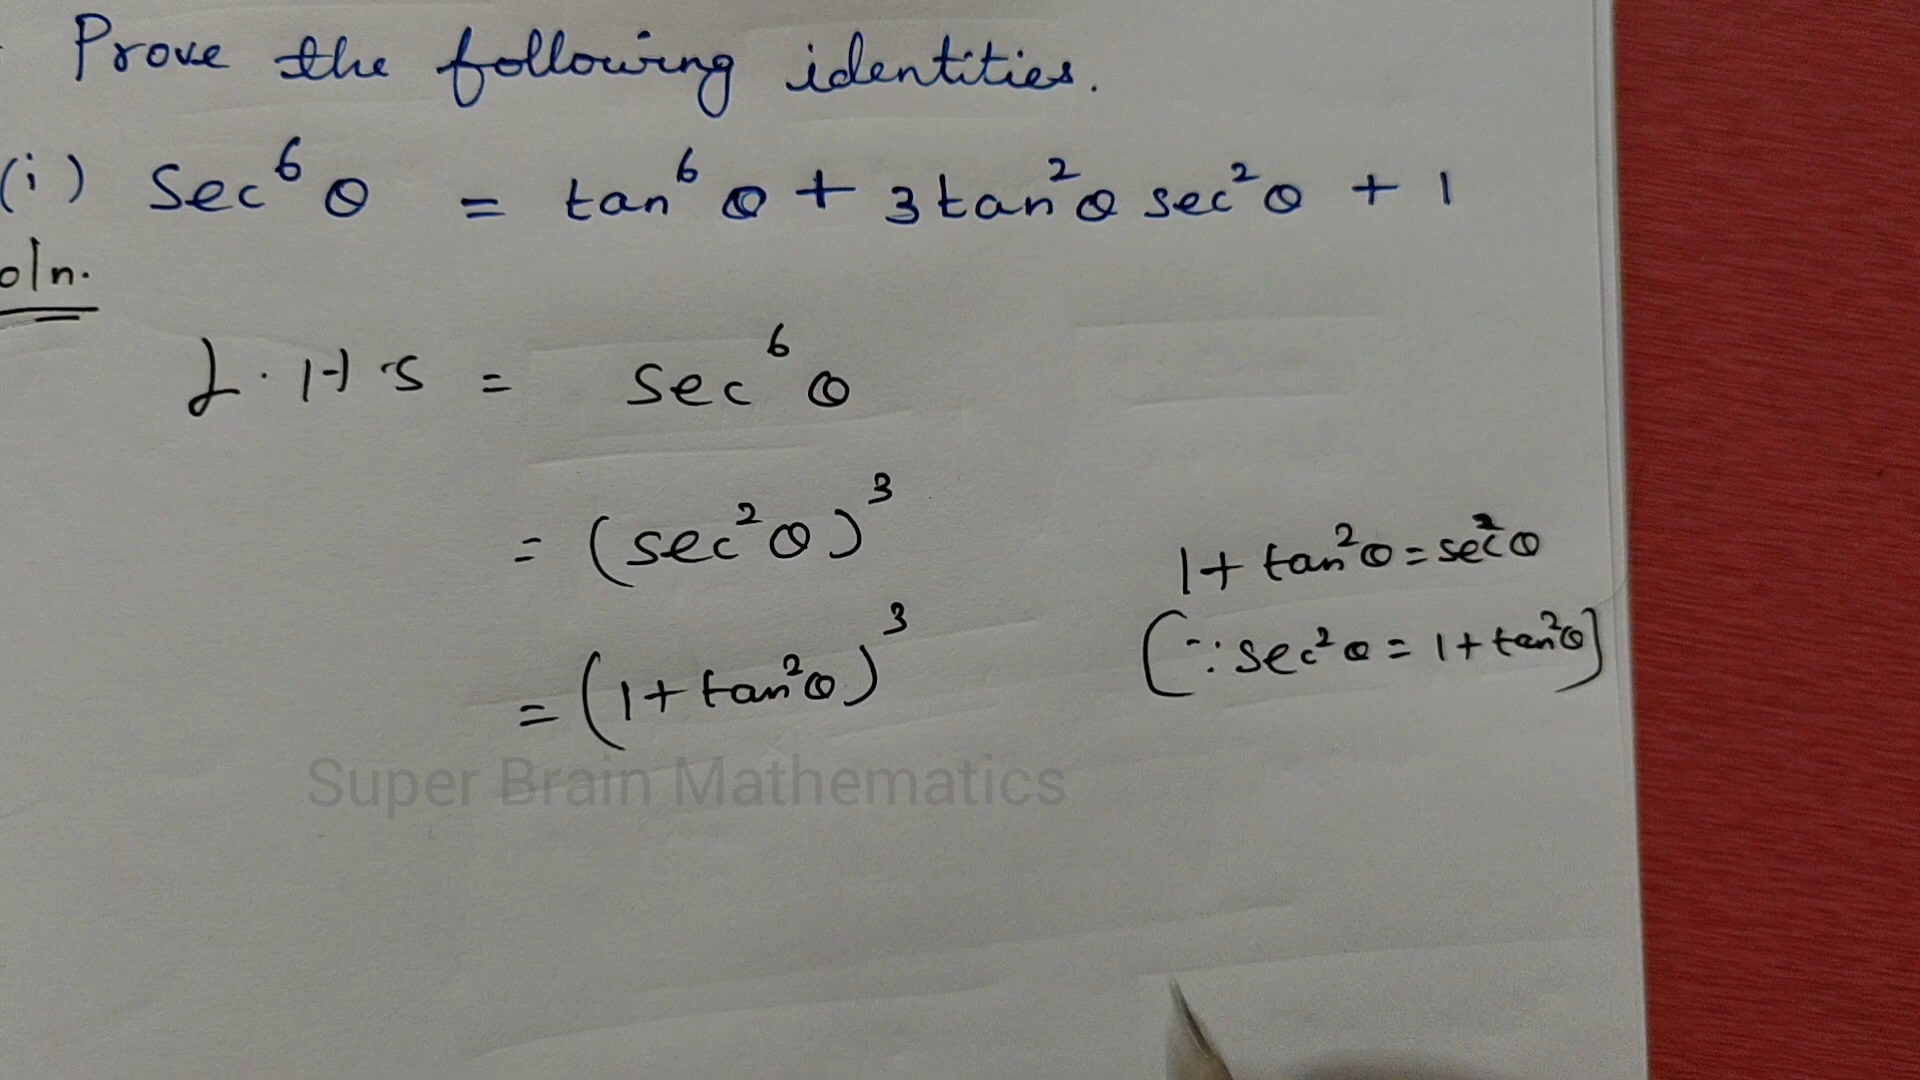 Prove the following identities.
(i) Sec⁶θ = tan⁶θ + 3tan²θ sec²θ + 1
oln.
L.H.S = Sec⁶θ
= (sec²θ)³
1 + tan²θ = sec²θ
= (1 + tan²θ)³ (∵ sec²θ = 1 + tan²θ)
Super Brain Mathematics